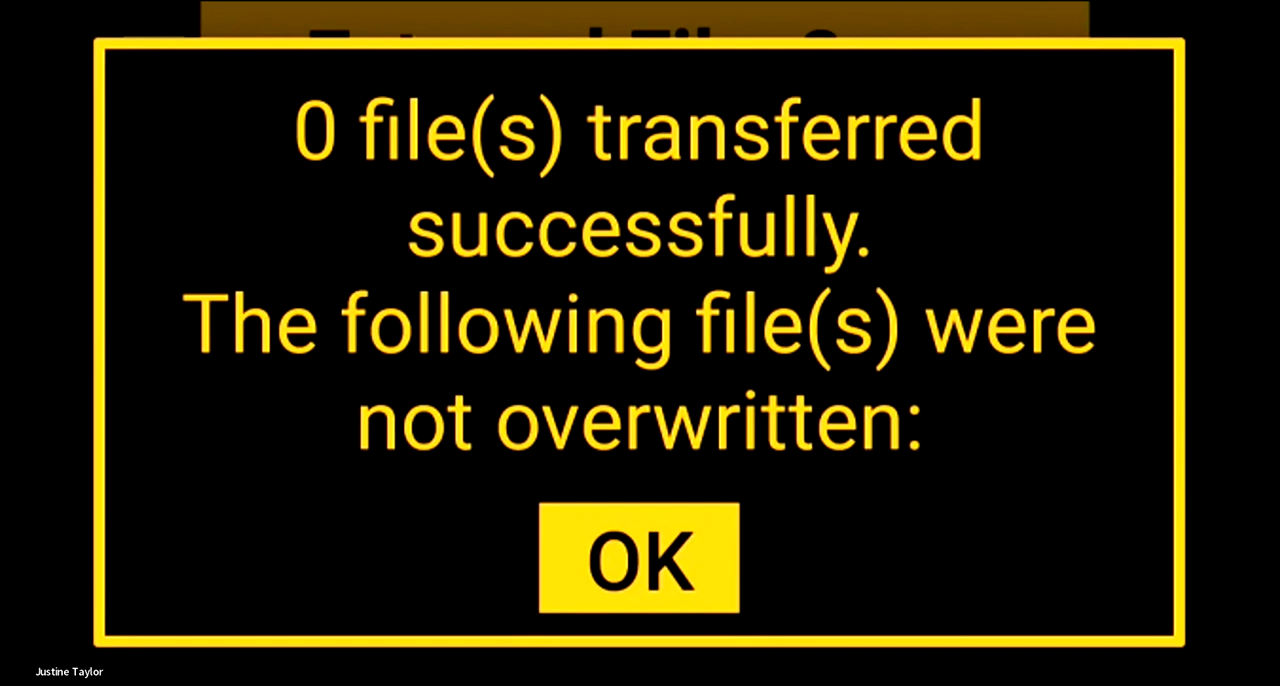 0 file(s) transferred
successfully.
The following file(s) were
not overwritten:
OK
Justine Taylor